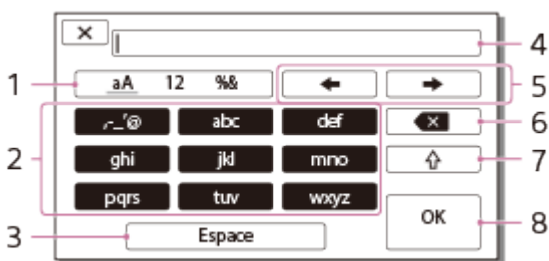 4
1 aA 12 %& 5
,-_'@ abc def 6
2 ghi jkl mno 7
pqrs tuv wxyz
3 Espace OK 8